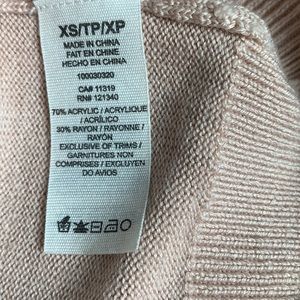 XS/TP/XP
MADE IN CHINA
FAIT EN CHINE
HECHO EN CHINA
100030320
CA# 11319
RN# 121340
70% ACRYLIC / ACRYLIQUE
/ ACRÍLICO
30% RAYON / RAYONNE /
RAYÓN
EXCLUSIVE OF TRIMS /
GARNITURES NON
COMPRISES / EXCLUYEN
DO AVIOS